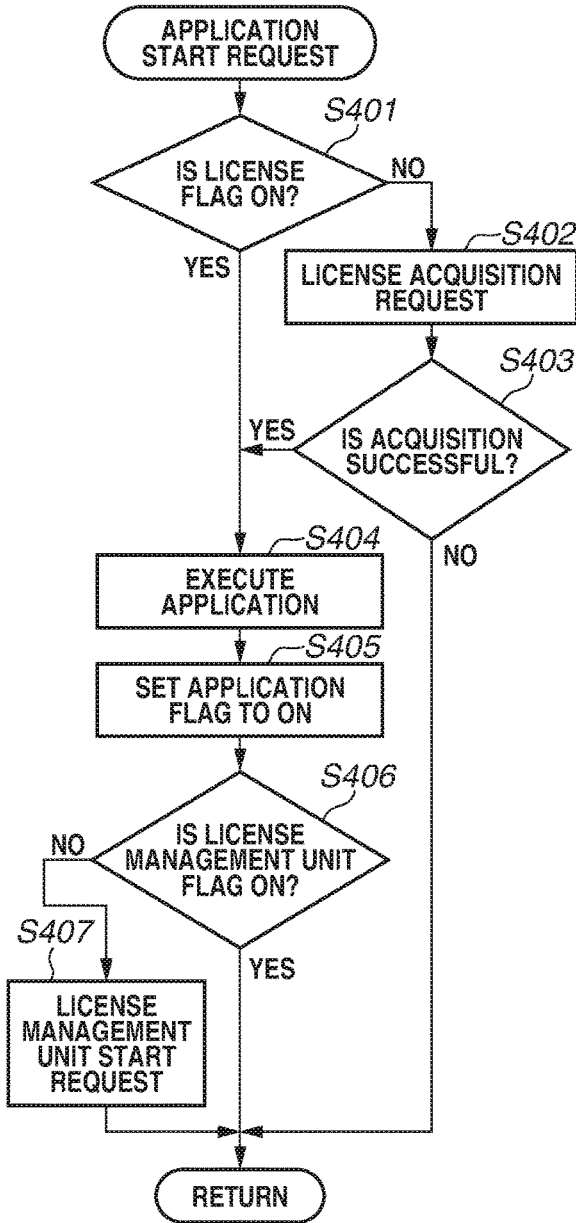 APPLICATION
START REQUEST
S401
IS LICENSE
FLAG ON?
NO
S402
YES
LICENSE ACQUISITION
REQUEST
S403
YES
IS ACQUISITION
SUCCESSFUL?
S404
NO
EXECUTE
APPLICATION
S405
SET APPLICATION
FLAG TO ON
S406
NO
IS LICENSE
MANAGEMENT UNIT
FLAG ON?
S407
YES
LICENSE
MANAGEMENT
UNIT START
REQUEST
RETURN